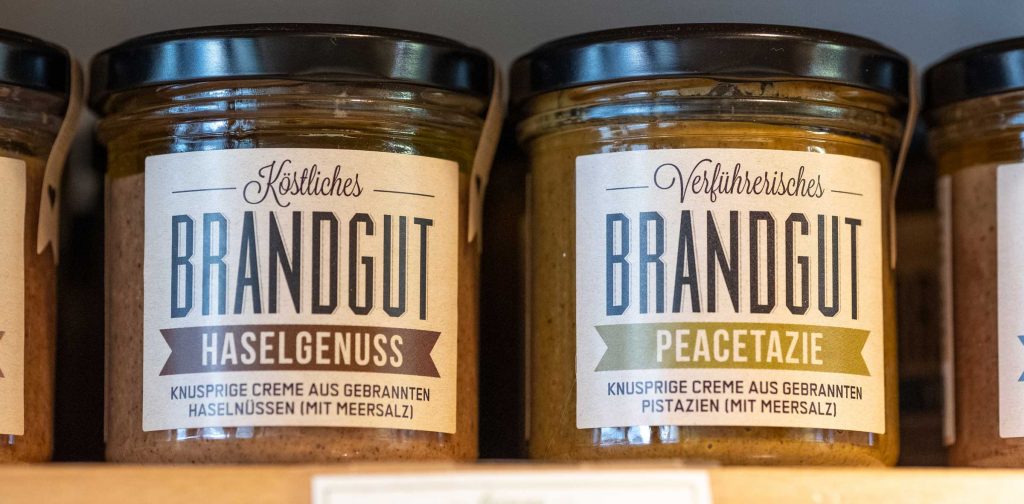 Köstliches
BRANDGUT
HASELGENUSS
KNUSPRIGE CREME AUS GEBRANNTEN
HASELNÜSSEN (MIT MEERSALZ)
Verführerisches
BRANDGUT
PEACETAZIE
KNUSPRIGE CREME AUS GEBRANNTEN
PISTAZIEN (MIT MEERSALZ)